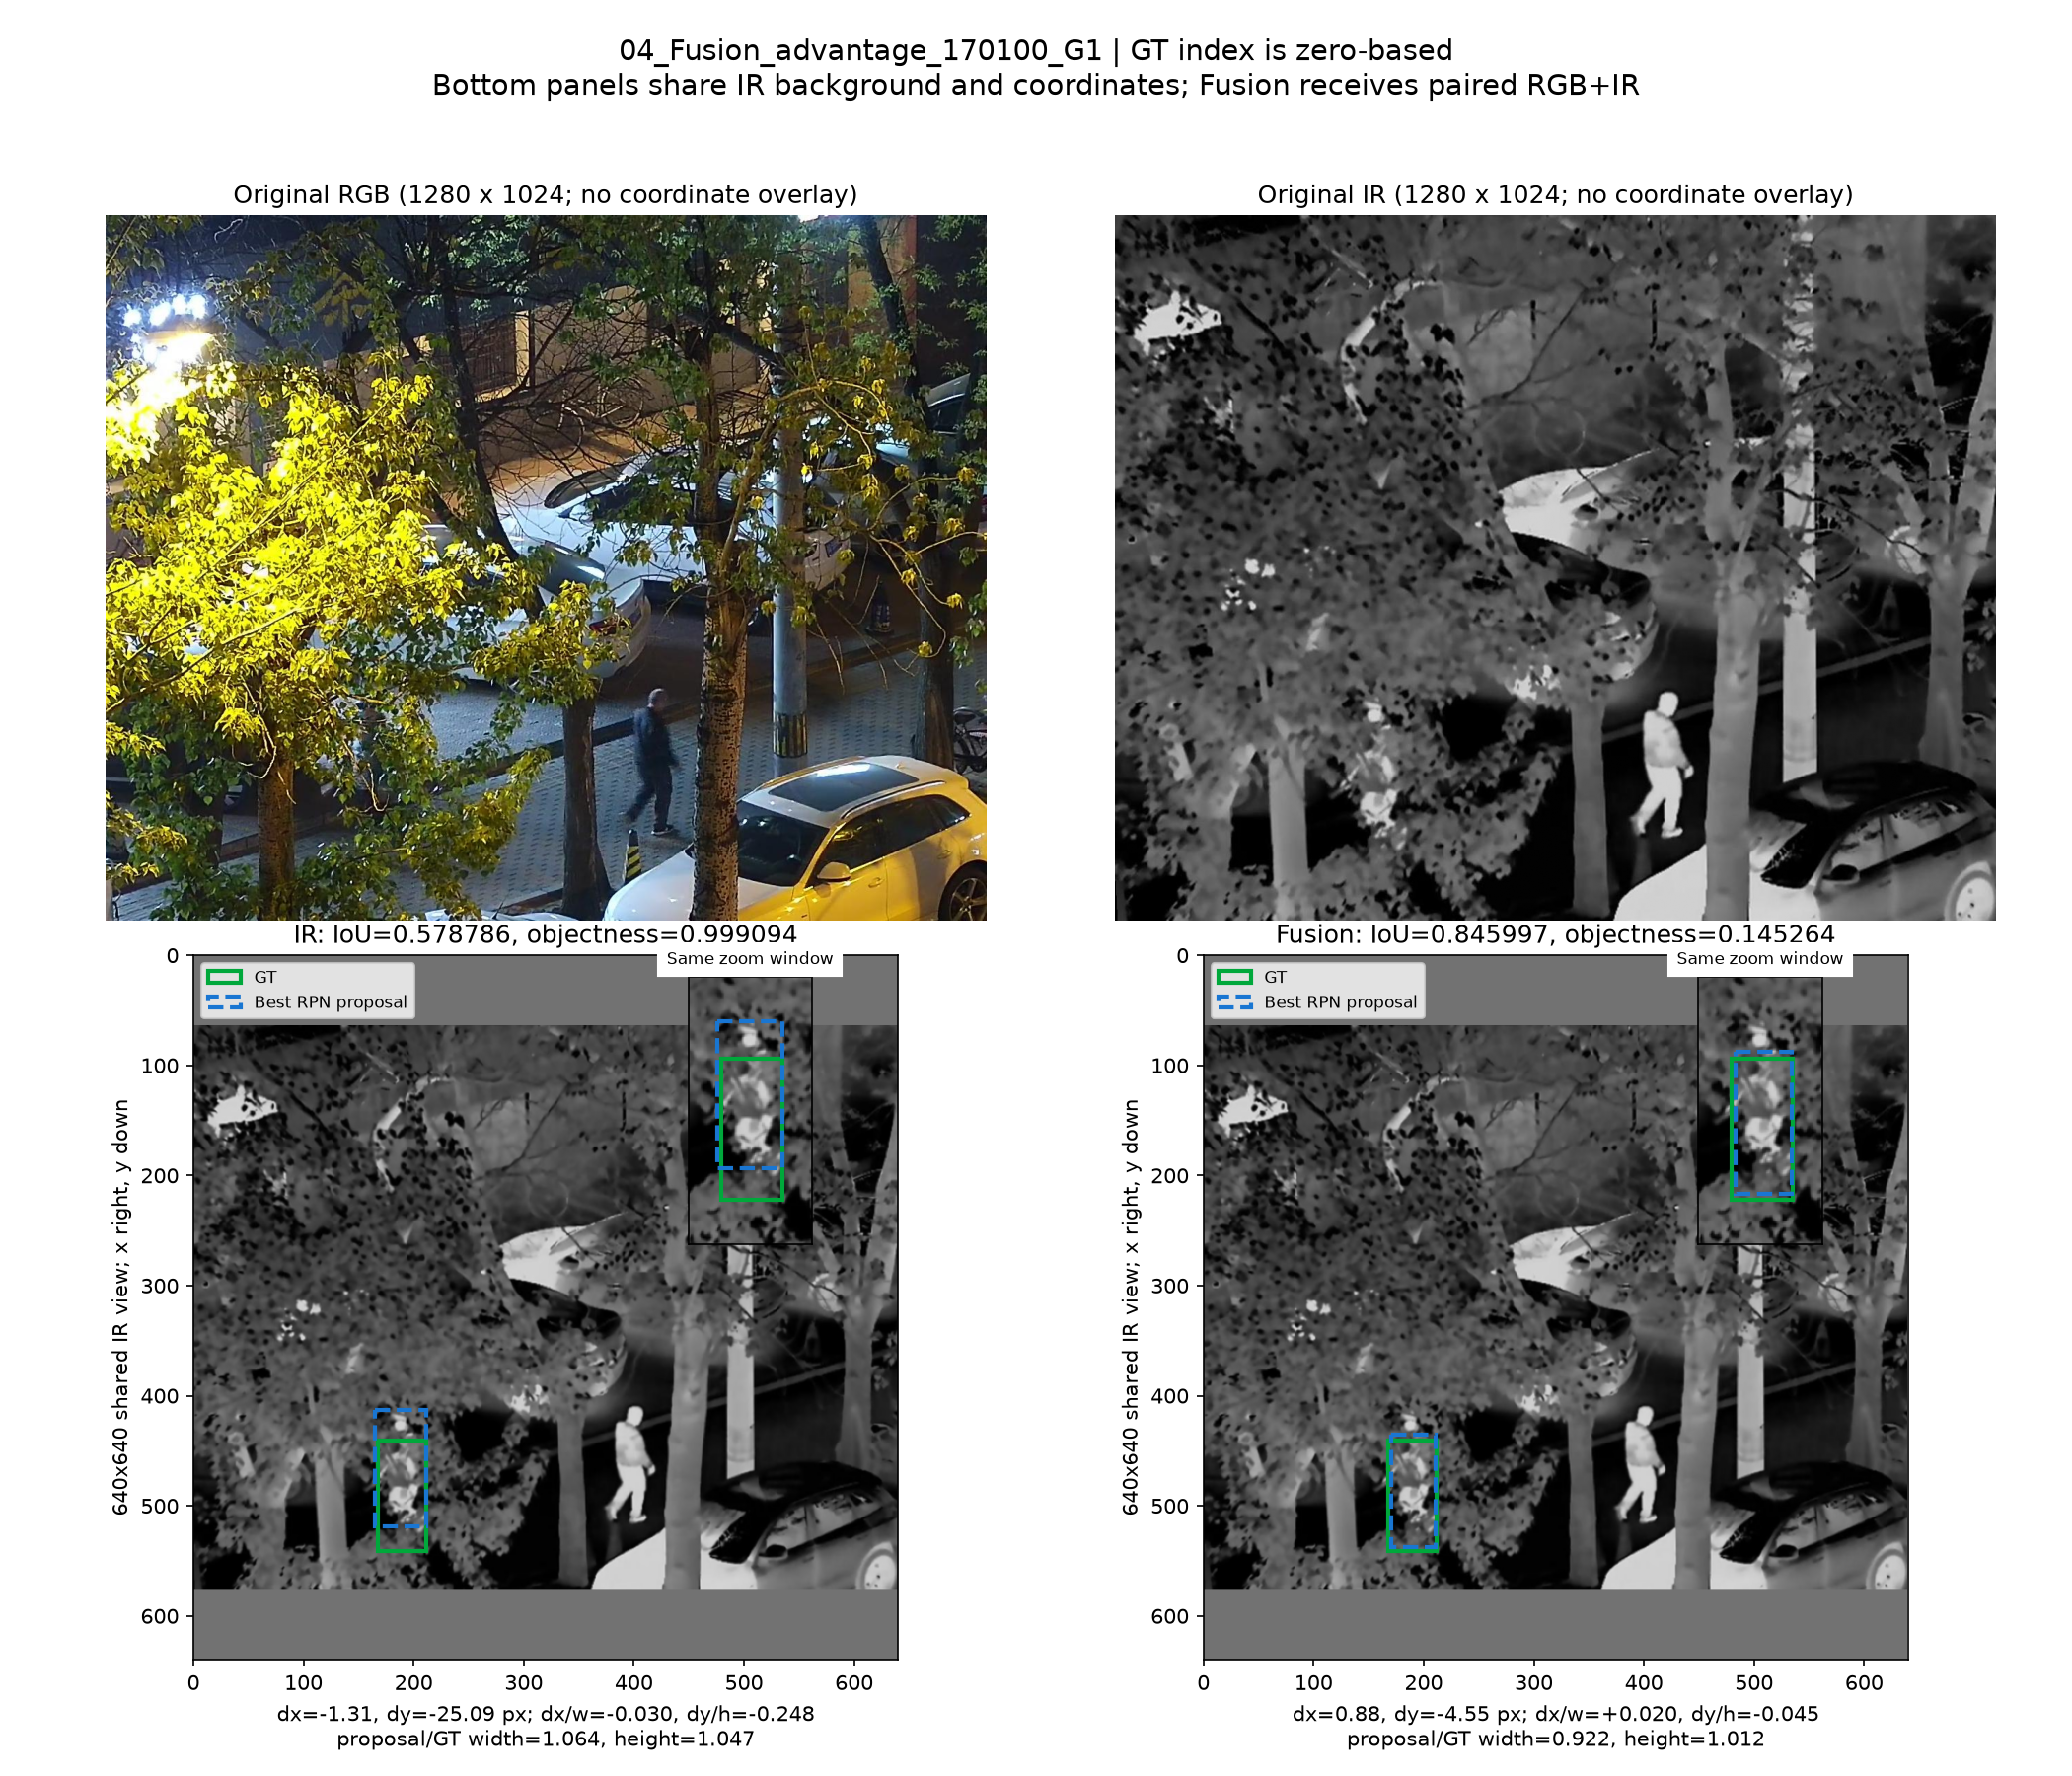 04_Fusion_advantage_170100_G1 | GT index is zero-based
Bottom panels share IR background and coordinates; Fusion receives paired RGB+IR
Original RGB (1280 x 1024; no coordinate overlay)
Original IR (1280 x 1024; no coordinate overlay)
IR: IoU=0.578786, objectness=0.999094
Same zoom window
GT
Best RPN proposal
0
100
200
300
400
500
600
640x640 shared IR view; x right, y down
0
100
200
300
400
500
600
dx=-1.31, dy=-25.09 px; dx/w=-0.030, dy/h=-0.248
proposal/GT width=1.064, height=1.047
Fusion: IoU=0.845997, objectness=0.145264
Same zoom window
GT
Best RPN proposal
0
100
200
300
400
500
600
640x640 shared IR view; x right, y down
0
100
200
300
400
500
600
dx=0.88, dy=-4.55 px; dx/w=+0.020, dy/h=-0.045
proposal/GT width=0.922, height=1.012